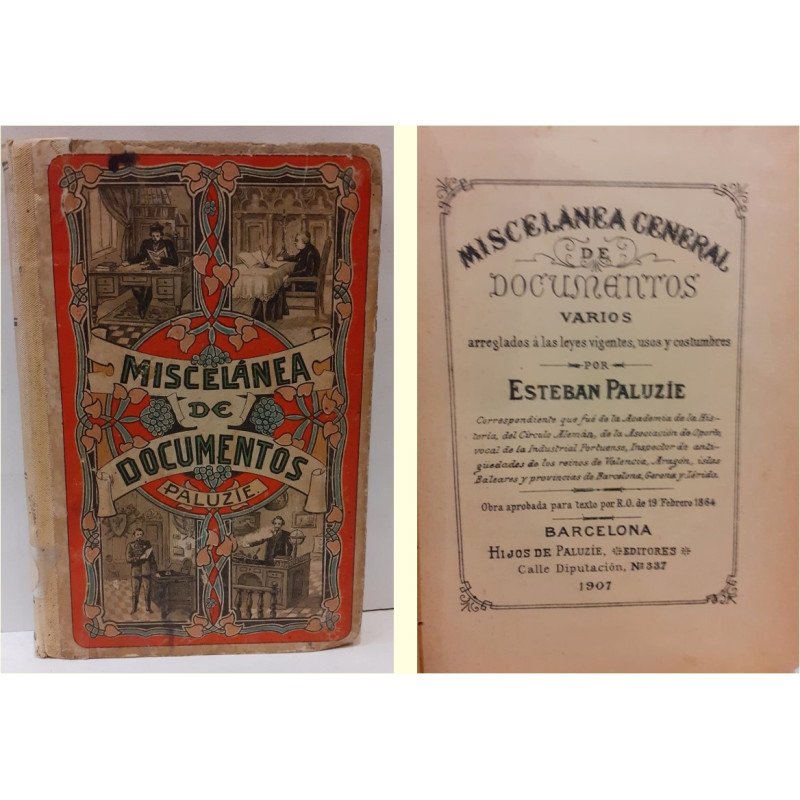 MISCELÁNEA
DE
DOCUMENTOS
PALUZÍE.
MISCELÁNEA GENERAL
DE
DOCUMENTOS
VARIOS
arreglados á las leyes vigentes, usos y costumbres
POR
ESTEBAN PALUZÍE
Correspondiente que fué de la Academia de la His-
toria, del Círculo Alemán, de la Asociación de Oporto,
vocal de la Industrial Portuense, Inspector de anti-
güedades de los reinos de Valencia, Aragón, islas
Baleares y provincias de Barcelona, Gerona y Lérida.
Obra aprobada para texto por R.O. de 19 Febrero 1864
BARCELONA
HIJOS DE PALUZÍE, EDITORES
Calle Diputación, Nº 337
1907